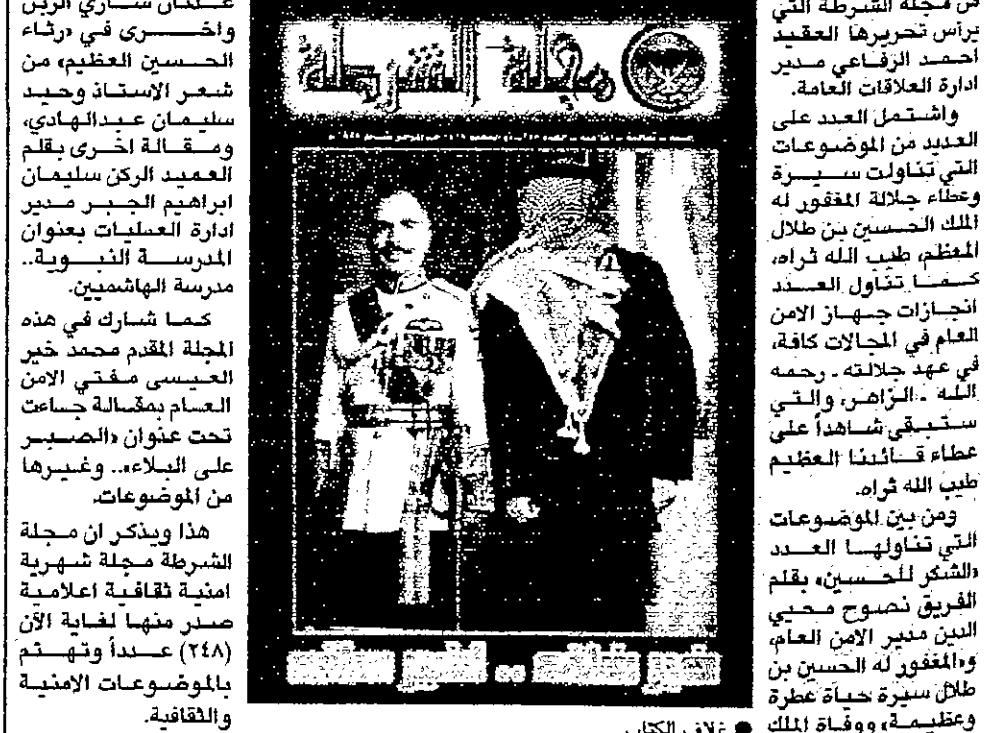 من مجلة الشرطة التي
يرأس تحريرها العقيد
احمد الرفاعي مدير
ادارة العلاقات العامة.
واشتمل العدد على
العديد من الموضوعات
التي تناولت سيرة
وعطاء جلالة المغفور له
الملك الحسين بن طلال
المعظم، طيب الله ثراه،
كما تناول العدد
انجازات جهاز الامن
العام في المجالات كافة،
في عهد جلالته - رحمه
الله - الزاهر، والتي
ستبقى شاهداً على
عطاء قائدنا العظيم
طيب الله ثراه.
ومن بين الموضوعات
التي تناولها العدد
«الشكر للحسين» بقلم
الفريق نصوح محيي
الدين مدير الامن العام،
و«المغفور له الحسين بن
طلال سيرة حياة عطرة
وعظيمة» ووفاة الملك
مجلة الشرطة
● غلاف الكتاب
شاري الزبن
واخرى في «رثاء
الحسين العظيم» من
شعر الاستاذ وحيد
سليمان عبدالهادي،
ومقالة اخرى بقلم
العميد الركن سليمان
ابراهيم الجبر مدير
ادارة العمليات بعنوان
المدرسة النبوية..
مدرسة الهاشميين.
كما شارك في هذه
المجلة المقدم محمد خير
العيسى مفتي الامن
العام بمقالة جاءت
تحت عنوان «الصبر
على البلاء».. وغيرها
من الموضوعات.
هذا ويذكر ان مجلة
الشرطة مجلة شهرية
امنية ثقافية اعلامية
صدر منها لغاية الآن
(٢٤٨) عدداً وتهتم
بالموضوعات الامنية
والثقافية.